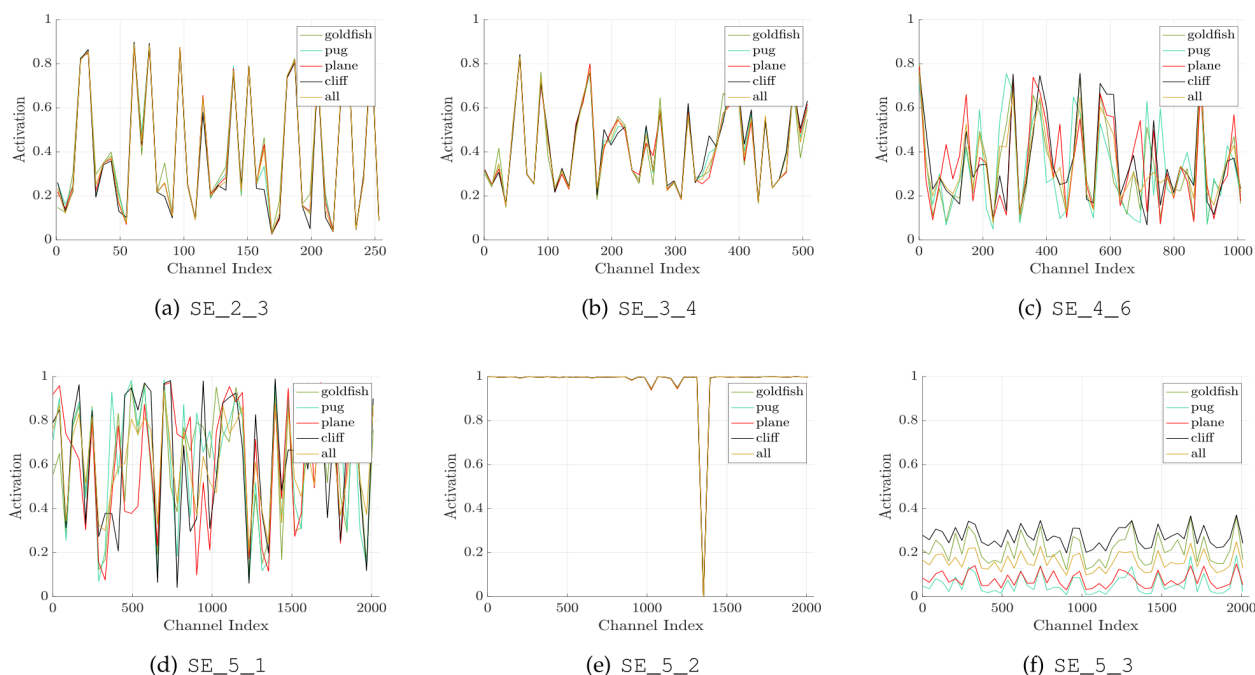 1
0.8
0.6
0.4
0.2
0
Activation
0 50 100 150 200 250
Channel Index
goldfish
pug
plane
cliff
all
(a) SE_2_3
1
0.8
0.6
0.4
0.2
0
Activation
0 100 200 300 400 500
Channel Index
goldfish
pug
plane
cliff
all
(b) SE_3_4
1
0.8
0.6
0.4
0.2
0
Activation
0 200 400 600 800 1000
Channel Index
goldfish
pug
plane
cliff
all
(c) SE_4_6
1
0.8
0.6
0.4
0.2
0
Activation
0 500 1000 1500 2000
Channel Index
goldfish
pug
plane
cliff
all
(d) SE_5_1
1
0.8
0.6
0.4
0.2
0
Activation
0 500 1000 1500 2000
Channel Index
goldfish
pug
plane
cliff
all
(e) SE_5_2
1
0.8
0.6
0.4
0.2
0
Activation
0 500 1000 1500 2000
Channel Index
goldfish
pug
plane
cliff
all
(f) SE_5_3